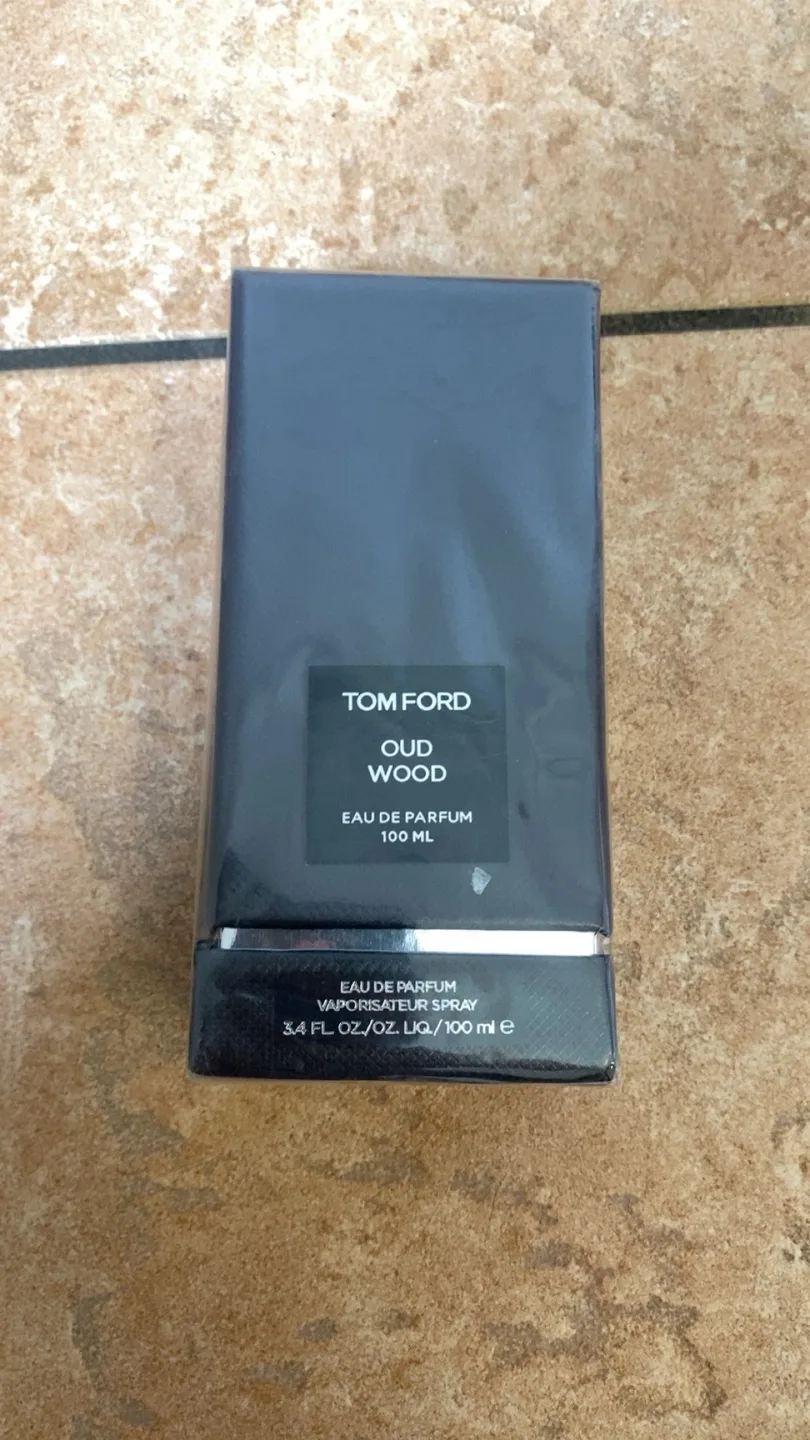 TOM FORD
OUD
WOOD
EAU DE PARFUM
100 ML
EAU DE PARFUM
VAPORISATEUR SPRAY
3.4 FL. OZ./OZ. LIQ./100 ml ℮